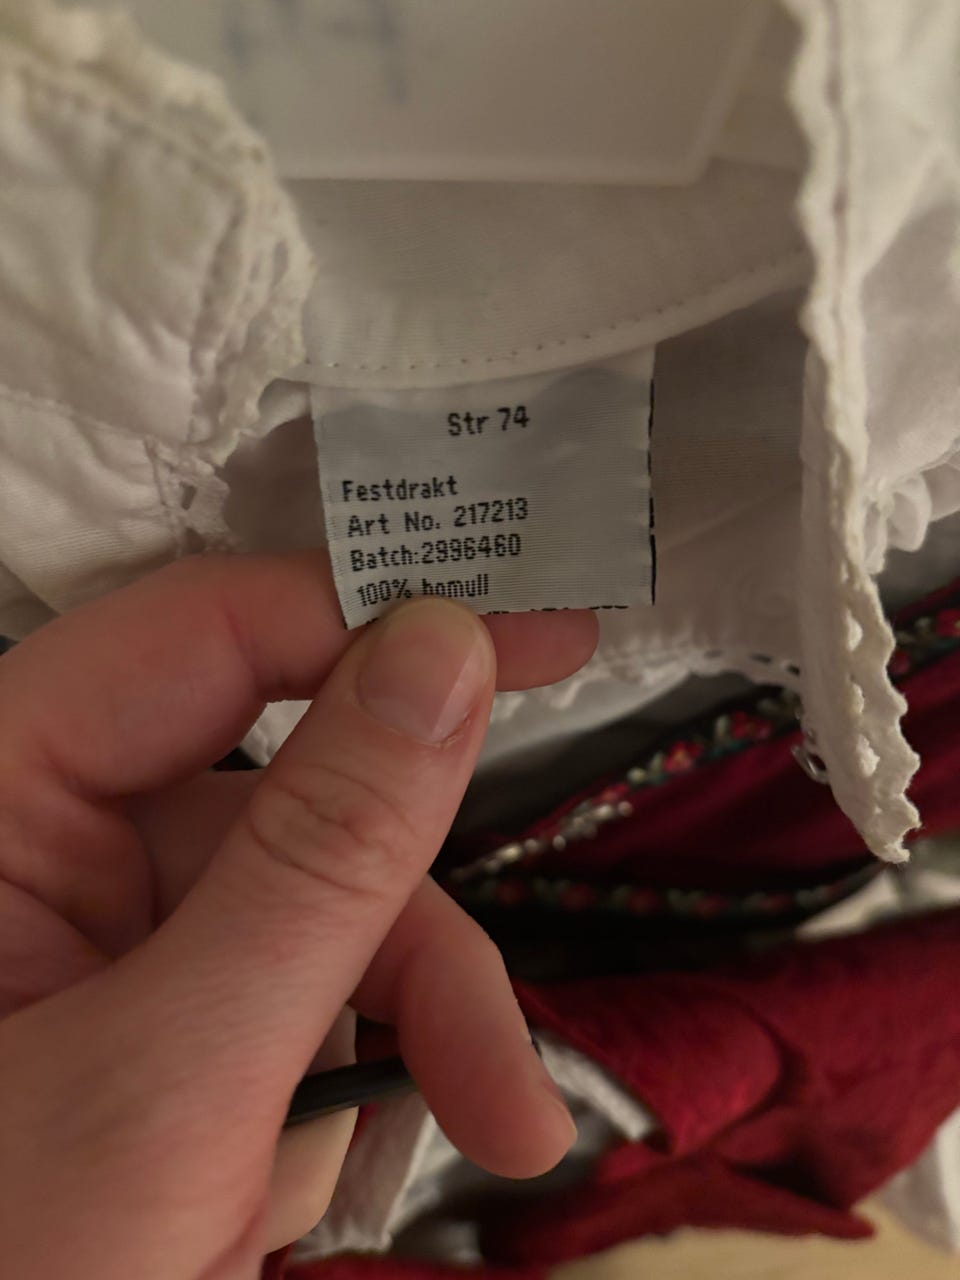 Str 74
Festdrakt
Art No. 217213
Batch:2996460
100% bomull